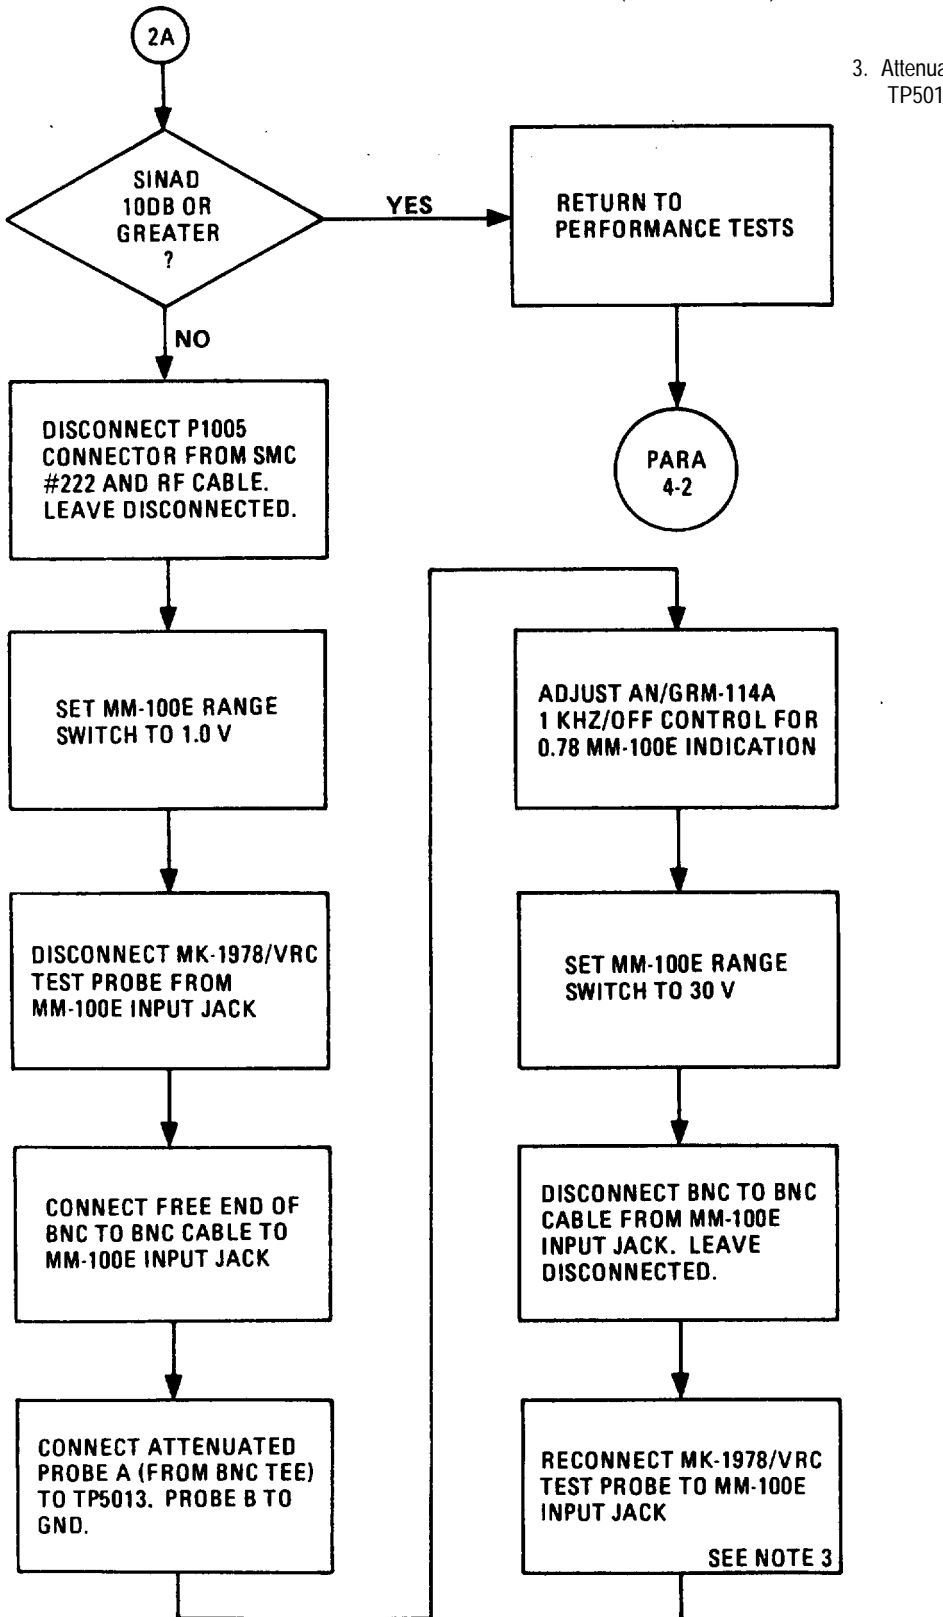 2A
3. Attenua
TP501
SINAD
10DB OR
GREATER
?
YES
RETURN TO
PERFORMANCE TESTS
NO
PARA
4-2
DISCONNECT P1005
CONNECTOR FROM SMC
#222 AND RF CABLE.
LEAVE DISCONNECTED.
SET MM-100E RANGE
SWITCH TO 1.0 V
DISCONNECT MK-1978/VRC
TEST PROBE FROM
MM-100E INPUT JACK
CONNECT FREE END OF
BNC TO BNC CABLE TO
MM-100E INPUT JACK
CONNECT ATTENUATED
PROBE A (FROM BNC TEE)
TO TP5013. PROBE B TO
GND.
ADJUST AN/GRM-114A
1 KHZ/OFF CONTROL FOR
0.78 MM-100E INDICATION
SET MM-100E RANGE
SWITCH TO 30 V
DISCONNECT BNC TO BNC
CABLE FROM MM-100E
INPUT JACK. LEAVE
DISCONNECTED.
RECONNECT MK-1978/VRC
TEST PROBE TO MM-100E
INPUT JACK
SEE NOTE 3